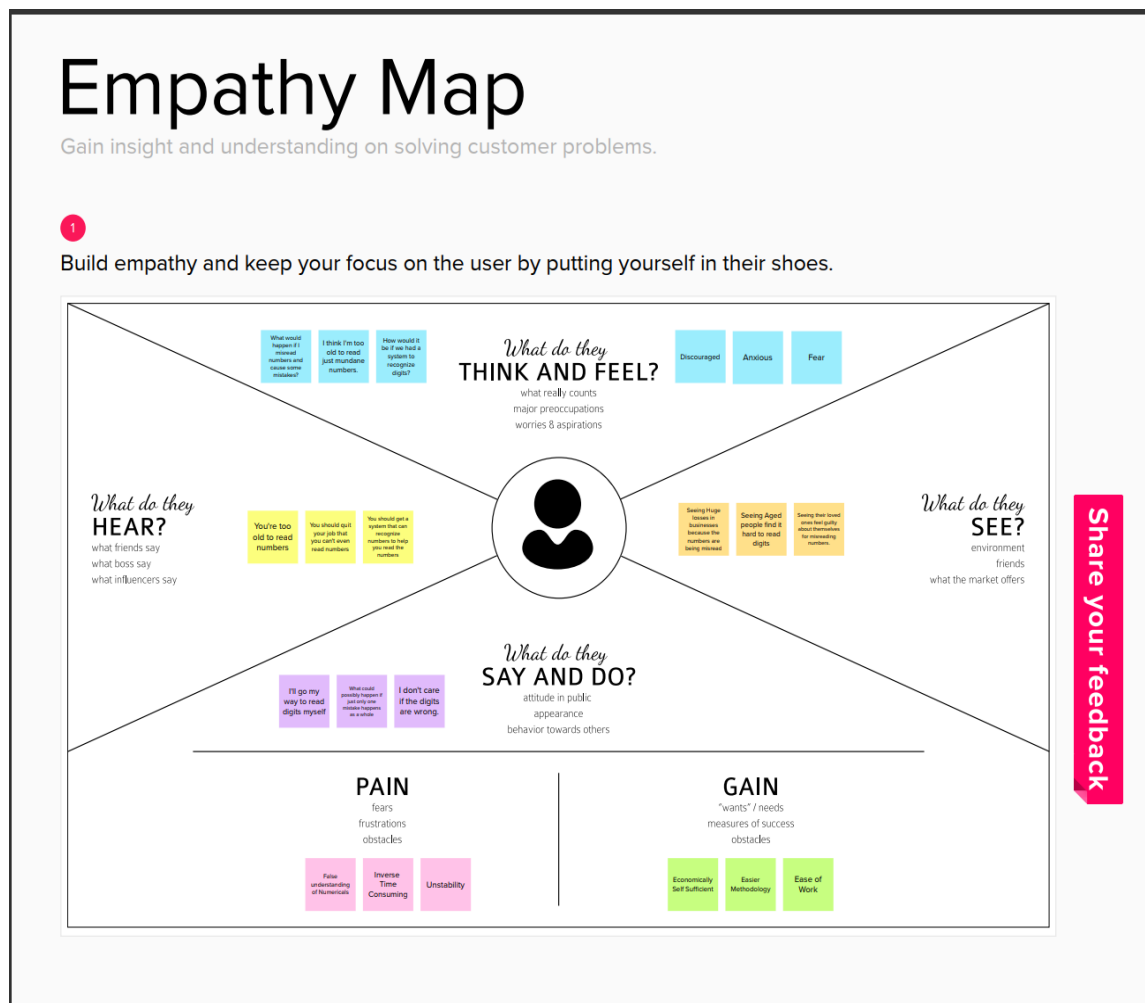 Empathy Map
Gain insight and understanding on solving customer problems.
1
Build empathy and keep your focus on the user by putting yourself in their shoes.
What would
happen if I
misread
numbers and
cause some
mistakes?
I think I'm too
old to read
just mundane
numbers.
How would it
be if we had a
system to
recognize
digits?
What do they
THINK AND FEEL?
what really counts
major preoccupations
worries & aspirations
Discouraged
Anxious
Fear
What do they
HEAR?
what friends say
what boss say
what influencers say
You're too
old to read
numbers
You should quit
your job that
you can't even
read numbers
You should get a
system that can
recognize
numbers to help
you read the
numbers
Seeing Huge
losses in
businesses
because the
numbers are
being misread
Seeing Aged
people find it
hard to read
digits
Seeing their loved
ones feel guilty
about themselves
for misreading
numbers.
What do they
SEE?
environment
friends
what the market offers
Share your feedback
What do they
SAY AND DO?
attitude in public
appearance
behavior towards others
I'll go my
way to read
digits myself
What could
possibly happen if
just only one
mistake happens
as a whole
I don't care
if the digits
are wrong.
PAIN
fears
frustrations
obstacles
False
understanding
of Numericals
Inverse
Time
Consuming
Unstability
GAIN
"wants" / needs
measures of success
obstacles
Economically
Self Sufficient
Easier
Methodology
Ease of
Work